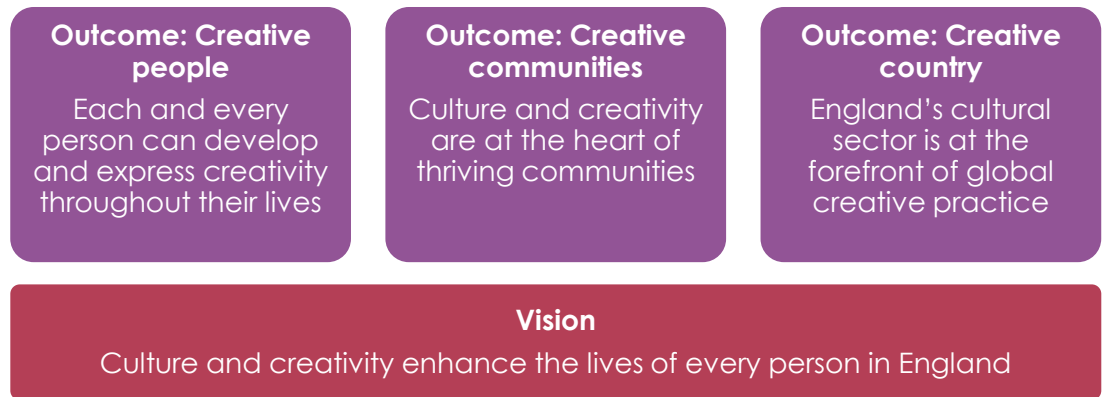 Outcome: Creative
people
Each and every
person can develop
and express creativity
throughout their lives
Outcome: Creative
communities
Culture and creativity
are at the heart of
thriving communities
Outcome: Creative
country
England’s cultural
sector is at the
forefront of global
creative practice
Vision
Culture and creativity enhance the lives of every person in England